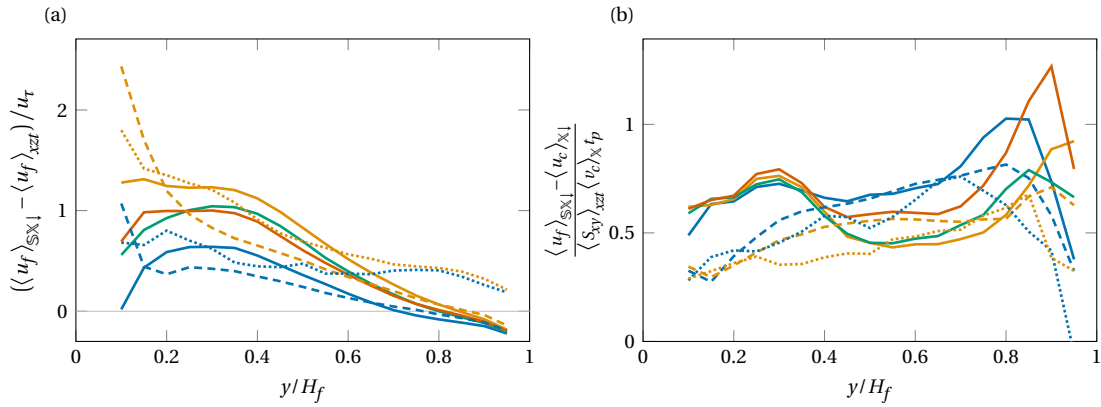 (a)
(⟨u_f⟩_{𝕊𝕏↓} − ⟨u_f⟩_{xzt}) / u_τ
2
1
0
0
0.2
0.4
0.6
0.8
1
y/H_f
(b)
⟨u_f⟩_{𝕊𝕏↓} − ⟨u_c⟩_{𝕏↓}
⟨S_{xy}⟩_{xzt} ⟨v_c⟩_𝕏 t_p
1
0.5
0
0
0.2
0.4
0.6
0.8
1
y/H_f